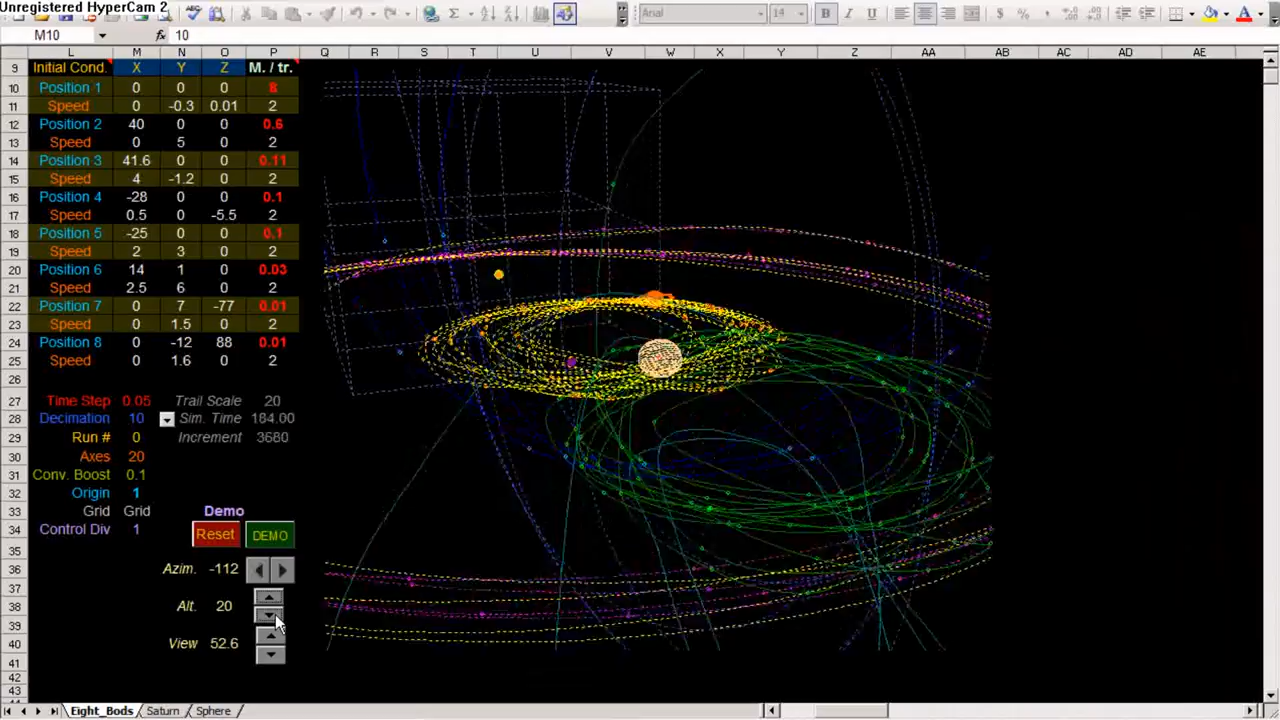 Unregistered HyperCam 2
Σ Arial 14 B I U $ %
M10 fx 10
L M N O P Q R S T U V W X Y Z AA AB AC AD AE
9 Initial Cond. X Y Z M. / tr.
10 Position 1 0 0 0 8
11 Speed 0 -0.3 0.01 2
12 Position 2 40 0 0 0.6
13 Speed 0 5 0 2
14 Position 3 41.6 0 0 0.11
15 Speed 4 -1.2 0 2
16 Position 4 -28 0 0 0.1
17 Speed 0.5 0 -5.5 2
18 Position 5 -25 0 0 0.1
19 Speed 2 3 0 2
20 Position 6 14 1 0 0.03
21 Speed 2.5 6 0 2
22 Position 7 0 7 -77 0.01
23 Speed 0 1.5 0 2
24 Position 8 0 -12 88 0.01
25 Speed 0 1.6 0 2
26
27 Time Step 0.05 Trail Scale 20
28 Decimation 10 Sim. Time 184.00
29 Run # 0 Increment 3680
30 Axes 20
31 Conv. Boost 0.1
32 Origin 1
33 Grid Grid Demo
34 Control Div 1 Reset DEMO
35
36 Azim. -112
37
38 Alt. 20
39
40 View 52.6
41
42
43
Eight_Bods Saturn Sphere